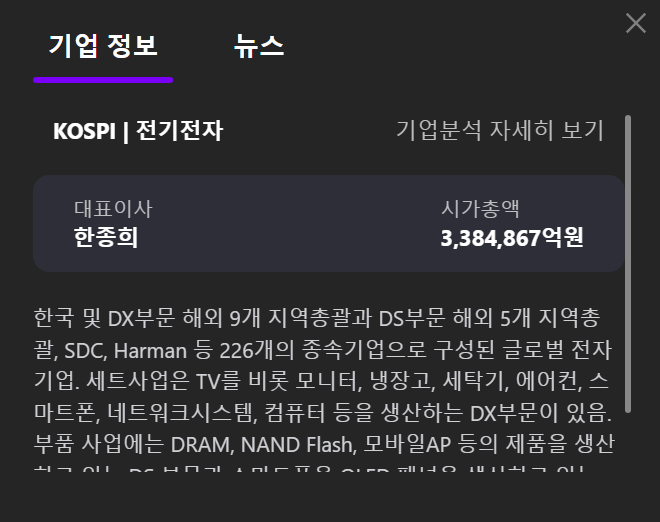 기업 정보 뉴스
KOSPI | 전기전자 기업분석 자세히 보기
대표이사 시가총액
한종희 3,384,867억원
한국 및 DX부문 해외 9개 지역총괄과 DS부문 해외 5개 지역총
괄, SDC, Harman 등 226개의 종속기업으로 구성된 글로벌 전자
기업. 세트사업은 TV를 비롯 모니터, 냉장고, 세탁기, 에어컨, 스
마트폰, 네트워크시스템, 컴퓨터 등을 생산하는 DX부문이 있음.
부품 사업에는 DRAM, NAND Flash, 모바일AP 등의 제품을 생산